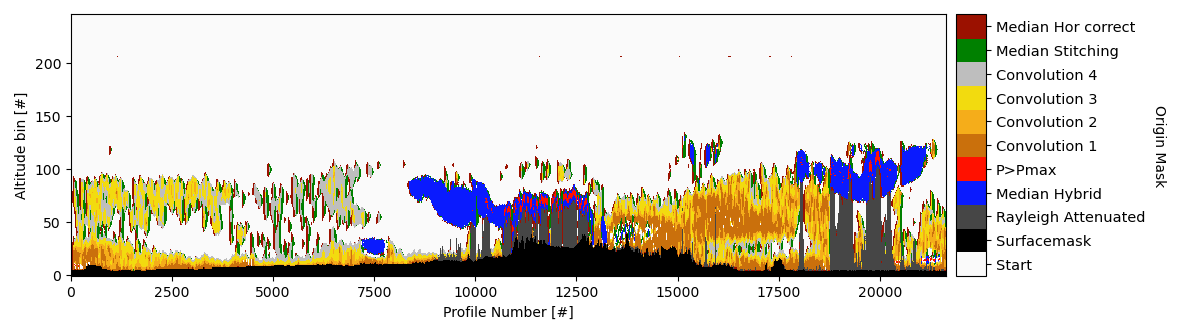 200
150
100
50
0
Altitude bin [#]
0 2500 5000 7500 10000 12500 15000 17500 20000
Profile Number [#]
Median Hor correct
Median Stitching
Convolution 4
Convolution 3
Convolution 2
Convolution 1
P>Pmax
Median Hybrid
Rayleigh Attenuated
Surfacemask
Start
Origin Mask